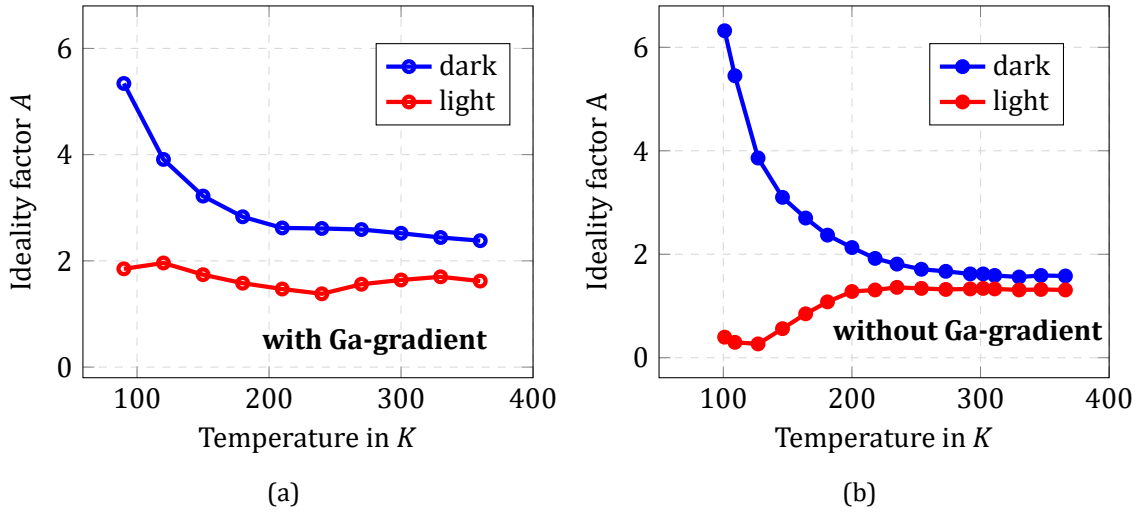 6
4
2
0
Ideality factor A
dark
light
with Ga-gradient
100
200
300
400
Temperature in K
(a)
6
4
2
0
Ideality factor A
dark
light
without Ga-gradient
100
200
300
400
Temperature in K
(b)